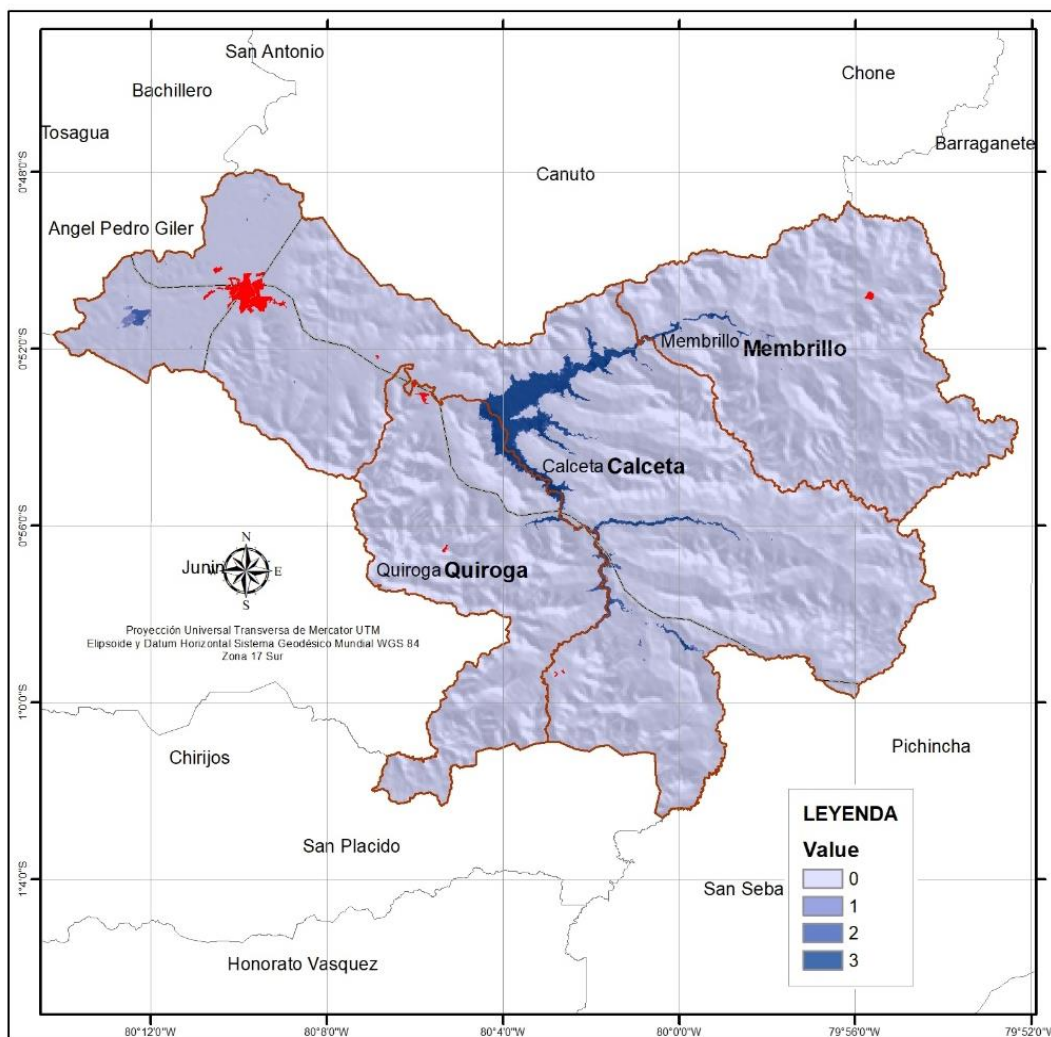 San Antonio
Chone
Bachillero
Tosagua
Barraganete
Canuto
Angel Pedro Giler
Membrillo Membrillo
Calceta Calceta
Quiroga Quiroga
Junin
N
E
S
Proyección Universal Transversa de Mercator UTM
Elipsoide y Datum Horizontal Sistema Geodésico Mundial WGS 84
Zona 17 Sur
Chirijos
Pichincha
San Placido
San Seba
Honorato Vasquez
LEYENDA
Value
0
1
2
3
0°48'0"S
0°52'0"S
0°56'0"S
1°0'0"S
1°4'0"S
80°12'0"W
80°8'0"W
80°4'0"W
80°0'0"W
79°56'0"W
79°52'0"W